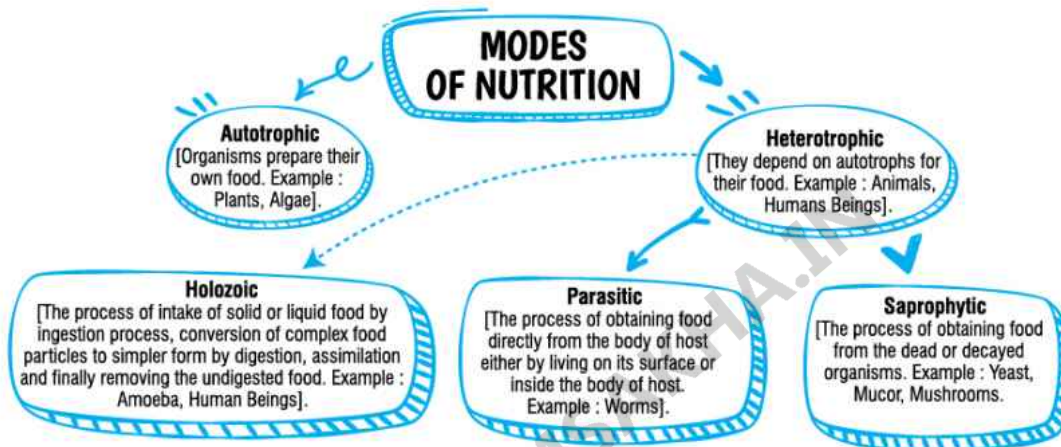 MODES
OF NUTRITION
Autotrophic
[Organisms prepare their
own food. Example :
Plants, Algae].
Heterotrophic
[They depend on autotrophs for
their food. Example : Animals,
Humans Beings].
Holozoic
[The process of intake of solid or liquid food by
ingestion process, conversion of complex food
particles to simpler form by digestion, assimilation
and finally removing the undigested food. Example :
Amoeba, Human Beings].
Parasitic
[The process of obtaining food
directly from the body of host
either by living on its surface or
inside the body of host.
Example : Worms].
Saprophytic
[The process of obtaining food
from the dead or decayed
organisms. Example : Yeast,
Mucor, Mushrooms.